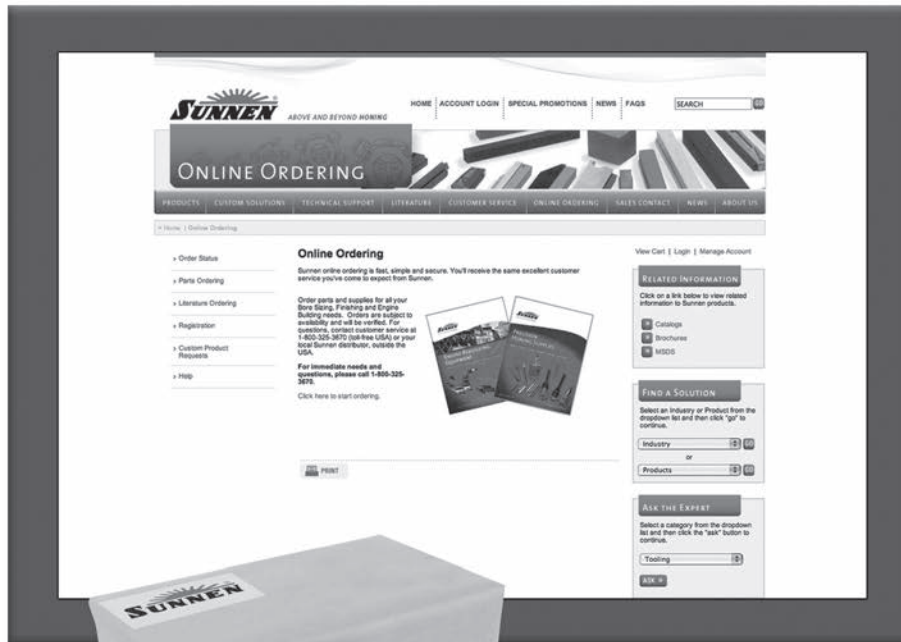 SUNNEN
ABOVE AND BEYOND HONING
HOME
ACCOUNT LOGIN
SPECIAL PROMOTIONS
NEWS
FAQS
SEARCH
GO
ONLINE ORDERING
PRODUCTS
CUSTOM SOLUTIONS
TECHNICAL SUPPORT
LITERATURE
CUSTOMER SERVICE
ONLINE ORDERING
SALES CONTACT
NEWS
ABOUT US
Home | Online Ordering
Order Status
Parts Ordering
Literature Ordering
Registration
Custom Product
Requests
Help
Online Ordering
Sunnen online ordering is fast, simple and secure. You'll receive the same excellent customer
service you've come to expect from Sunnen.
Order parts and supplies for all your
Bore Sizing, Finishing and Engine
Building needs. Orders are subject to
availability and will be verified. For
questions, contact customer service at
1-800-325-3670 (toll-free USA) or your
local Sunnen distributor, outside the
USA.
For immediate needs and
questions, please call 1-800-325-
3670.
Click here to start ordering.
SUNNEN
SUNNEN
PRINT
View Cart | Login | Manage Account
RELATED INFORMATION
Click on a link below to view related
information to Sunnen products.
Catalogs
Brochures
MSDS
FIND A SOLUTION
Select an Industry or Product from the
dropdown list and then click "go" to
continue.
Industry
GO
or
Products
GO
ASK THE EXPERT
Select a category from the dropdown
list and then click the "ask" button to
continue.
Tooling
ASK »
SUNNEN